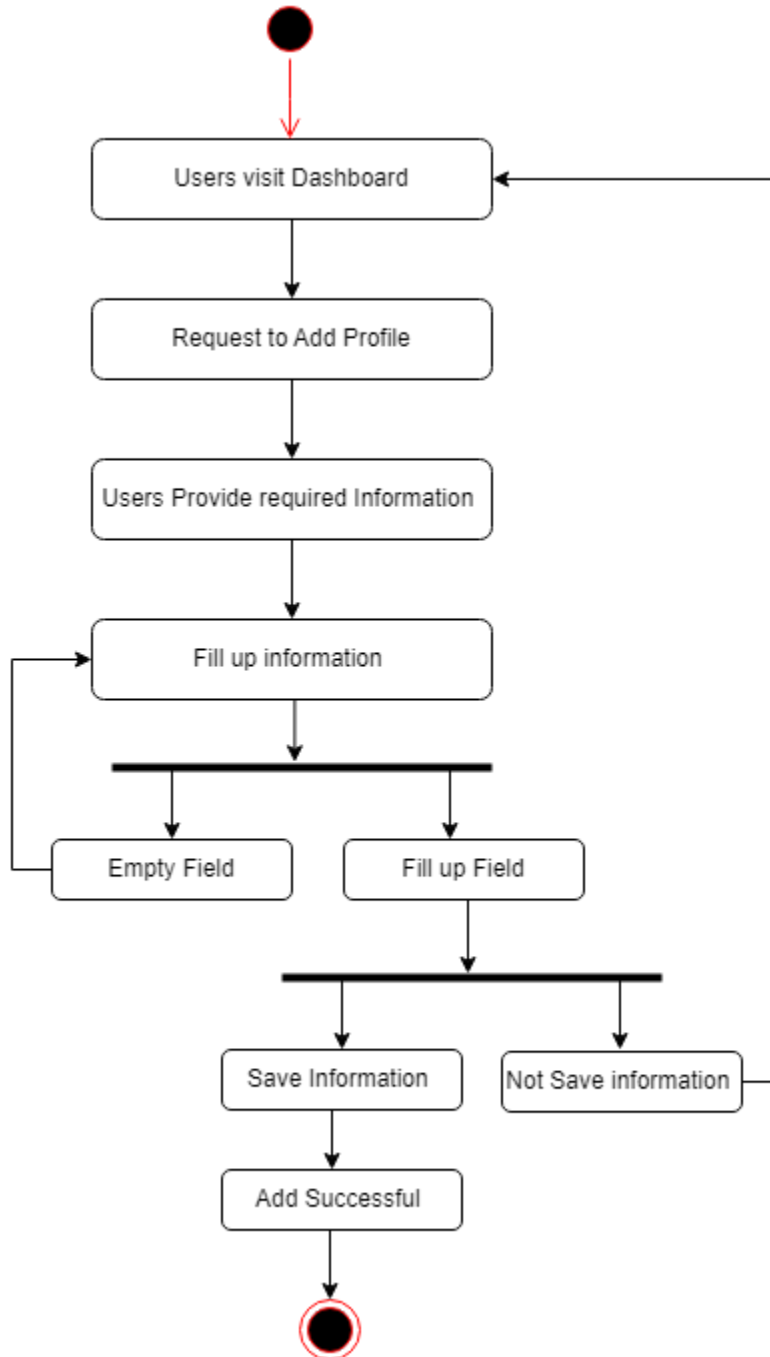 Users visit Dashboard
Request to Add Profile
Users Provide required Information
Fill up information
Empty Field
Fill up Field
Save Information
Not Save information
Add Successful